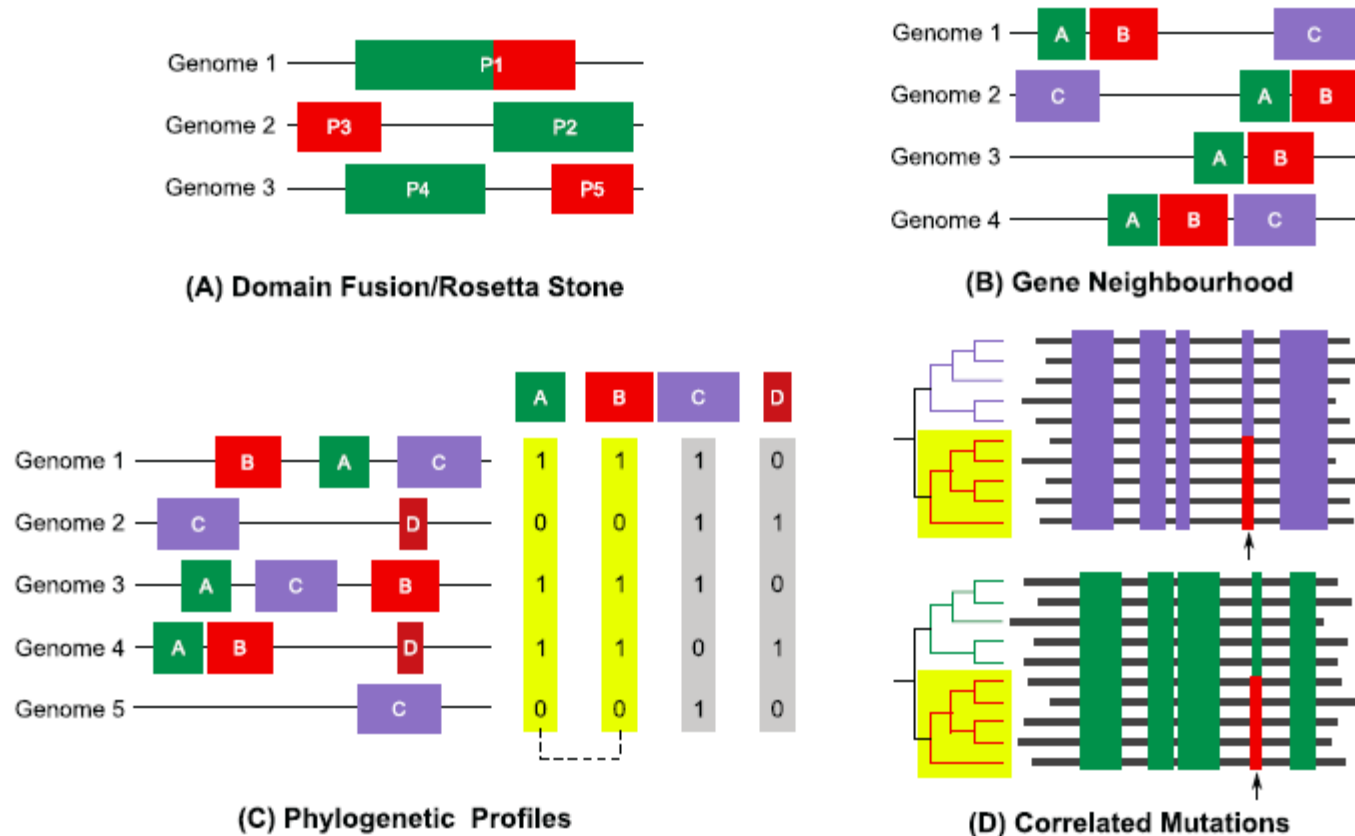 Genome 1 P1
Genome 2 P3 P2
Genome 3 P4 P5
(A) Domain Fusion/Rosetta Stone
Genome 1 A B C
Genome 2 C A B
Genome 3 A B
Genome 4 A B C
(B) Gene Neighbourhood
A B C D
Genome 1 B A C 1 1 1 0
Genome 2 C D 0 0 1 1
Genome 3 A C B 1 1 1 0
Genome 4 A B D 1 1 0 1
Genome 5 C 0 0 1 0
(C) Phylogenetic Profiles
(D) Correlated Mutations